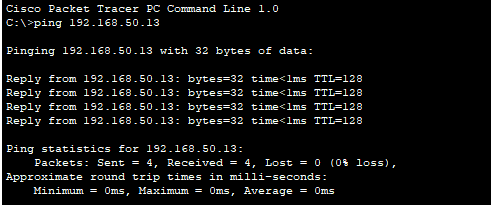 Cisco Packet Tracer PC Command Line 1.0
C:\>ping 192.168.50.13
Pinging 192.168.50.13 with 32 bytes of data:
Reply from 192.168.50.13: bytes=32 time<1ms TTL=128
Reply from 192.168.50.13: bytes=32 time<1ms TTL=128
Reply from 192.168.50.13: bytes=32 time<1ms TTL=128
Reply from 192.168.50.13: bytes=32 time<1ms TTL=128
Ping statistics for 192.168.50.13:
Packets: Sent = 4, Received = 4, Lost = 0 (0% loss),
Approximate round trip times in milli-seconds:
Minimum = 0ms, Maximum = 0ms, Average = 0ms